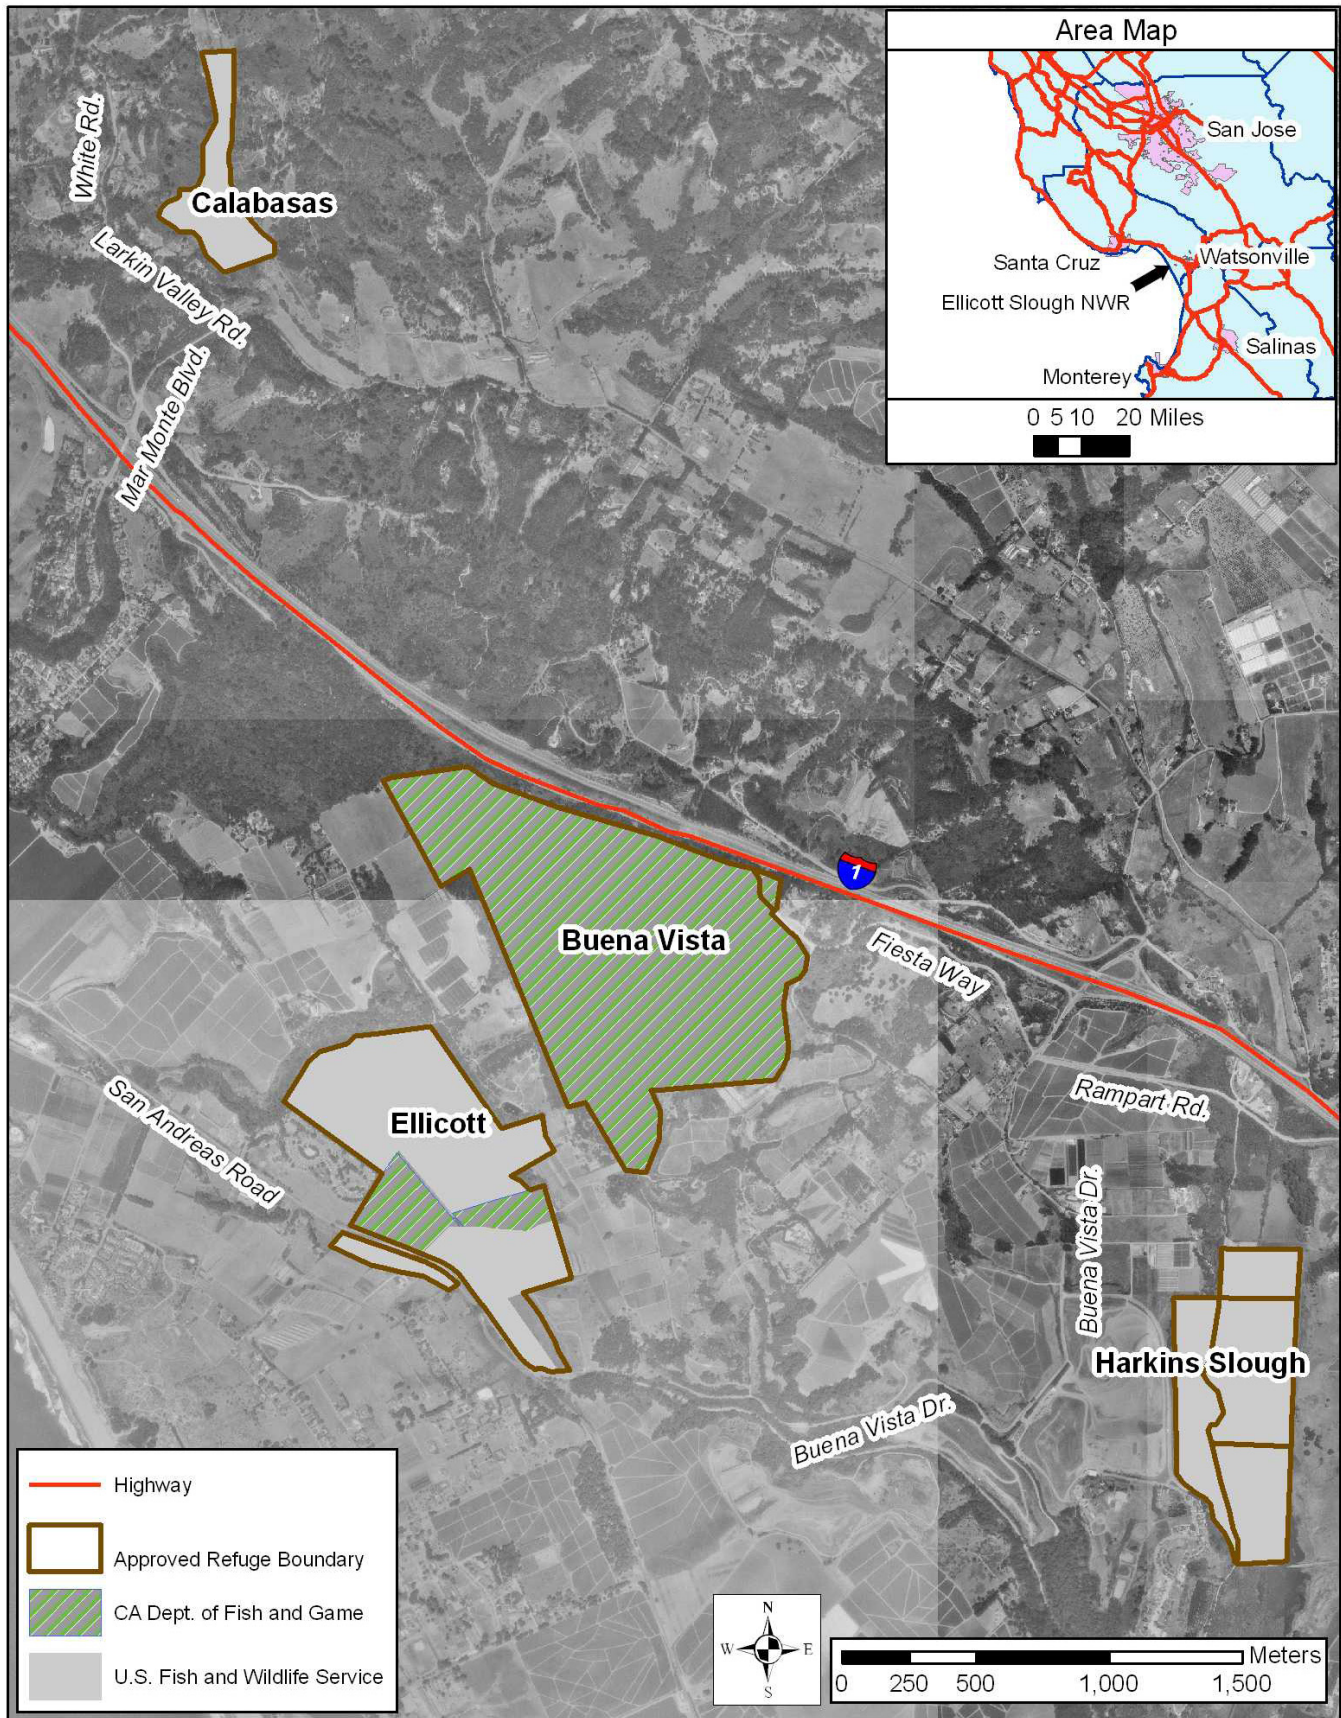 Area Map
San Jose
Santa Cruz
Watsonville
Ellicott Slough NWR
Salinas
Monterey
0 5 10 20 Miles
White Rd.
Calabasas
Larkin Valley Rd.
Mar Monte Blvd.
1
Buena Vista
Fiesta Way
San Andreas Road
Ellicott
Rampart Rd.
Buena Vista Dr.
Harkins Slough
Buena Vista Dr.
Highway
Approved Refuge Boundary
CA Dept. of Fish and Game
U.S. Fish and Wildlife Service
N
W E
S
Meters
0 250 500 1,000 1,500